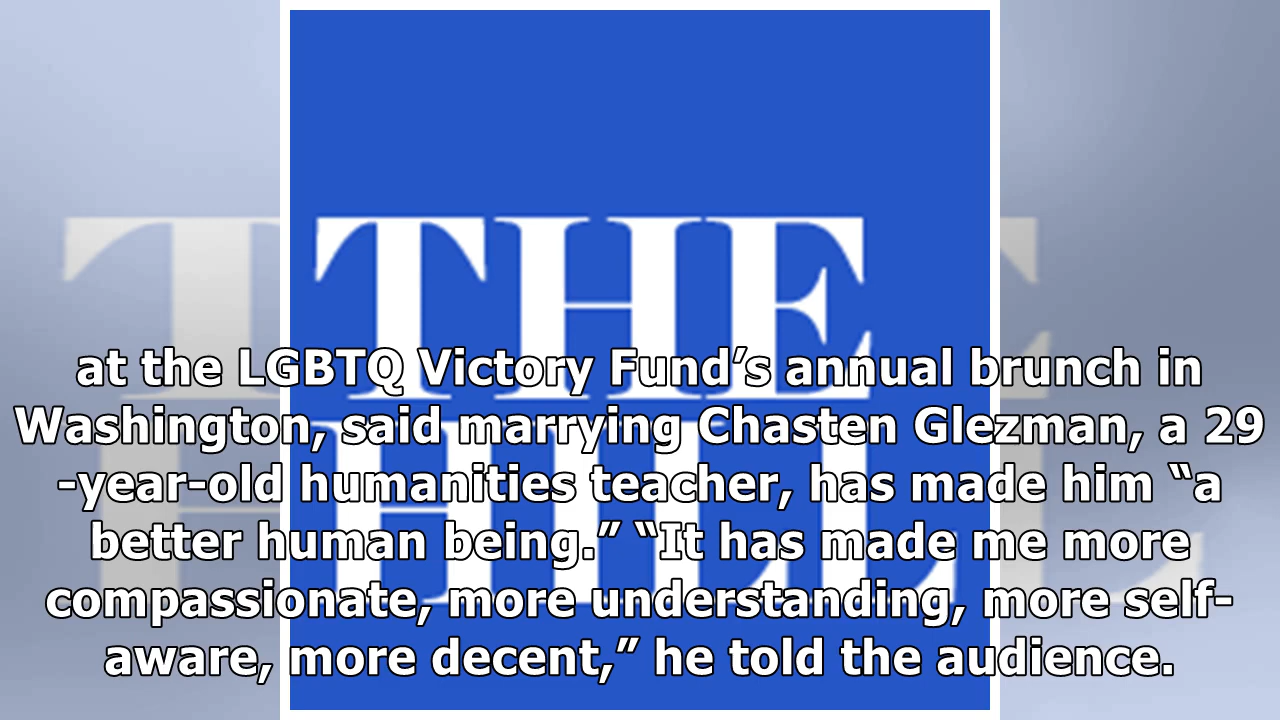 THE
HILL
at the LGBTQ Victory Fund’s annual brunch in
Washington, said marrying Chasten Glezman, a 29
-year-old humanities teacher, has made him “a
better human being.” “It has made me more
compassionate, more understanding, more self-
aware, more decent,” he told the audience.